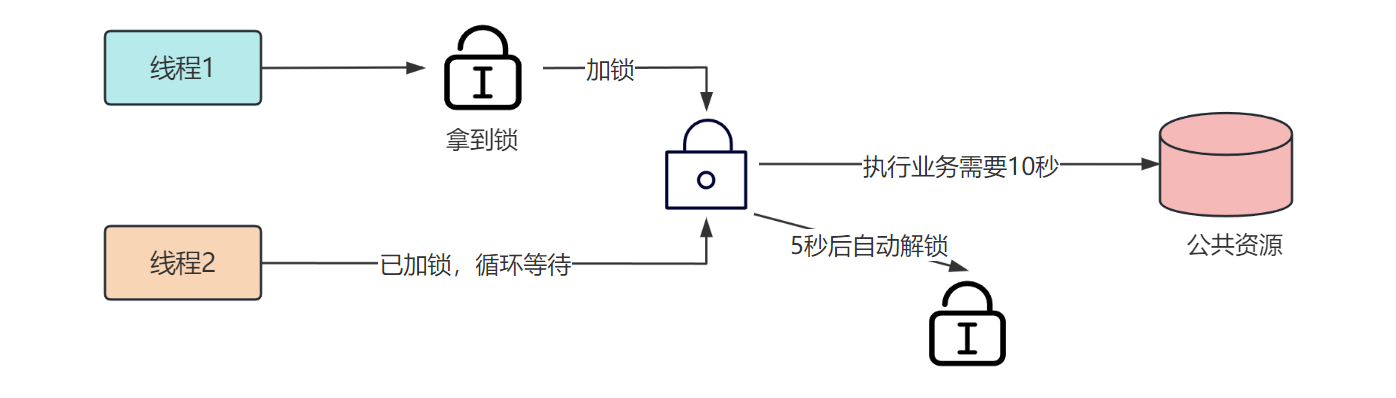 线程1
加锁
拿到锁
执行业务需要10秒
线程2
已加锁，循环等待
5秒后自动解锁
公共资源